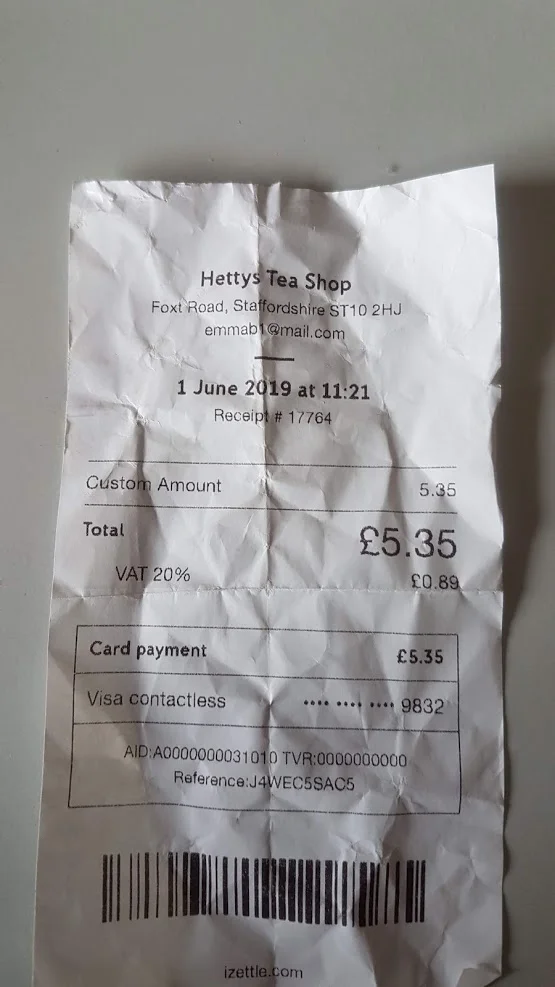 Hettys Tea Shop
Foxt Road, Staffordshire ST10 2HJ
emmab1@mail.com
1 June 2019 at 11:21
Receipt # 17764
Custom Amount 5.35
Total £5.35
VAT 20% £0.89
Card payment £5.35
Visa contactless •••• •••• •••• 9832
AID:A0000000031010 TVR:0000000000
Reference:J4WEC5SAC5
izettle.com